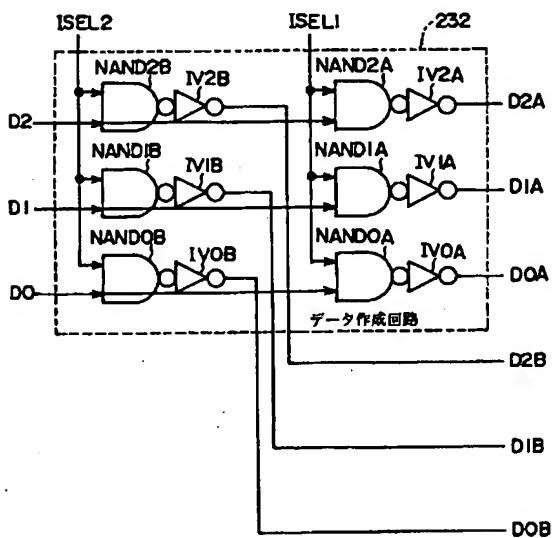 ISEL2 ISEL1
232
NAND2B IV2B NAND2A IV2A
D2 D2A
NAND1B IV1B NAND1A IV1A
D1 D1A
NAND0B IV0B NAND0A IV0A
D0 D0A
データ作成回路
D2B
D1B
D0B